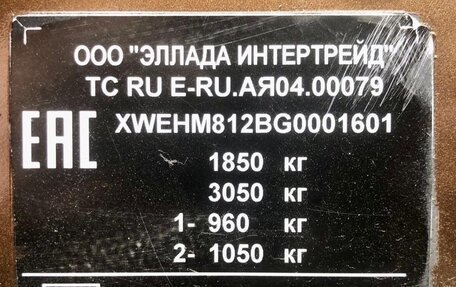 ООО "ЭЛЛАДА ИНТЕРТРЕЙД"
ТС RU E-RU.АЯ04.00079
EAC XWEHM812BG0001601
1850 кг
3050 кг
1- 960 кг
2- 1050 кг